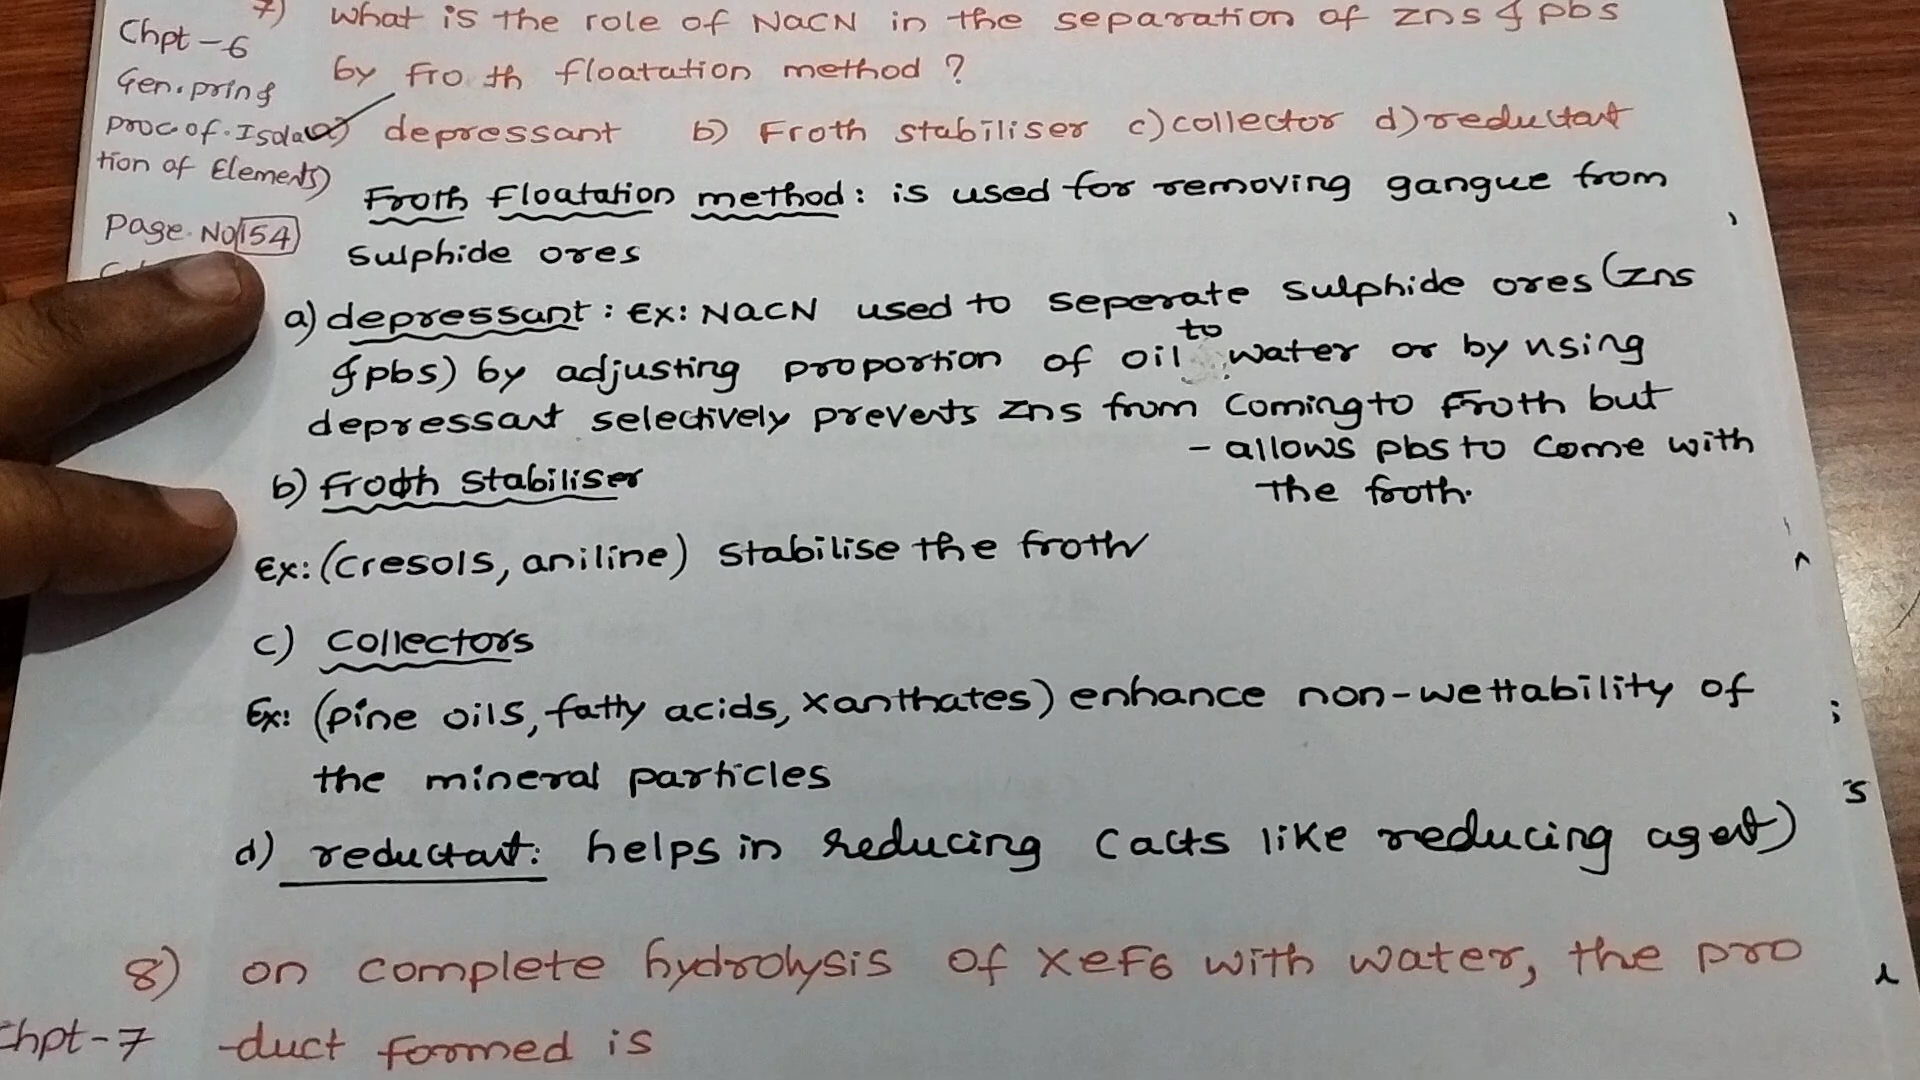 7) What is the role of NaCN in the separation of zns & pbs
Chpt-6
by fro th floatation method ?
Gen. prin &
proc of. Isola a) depressant b) Froth stabiliser c) collector d) reductant
tion of Elements)
Froth Floatation method : is used for removing gangue from
Page. No 154
sulphide ores
a) depressant : Ex: NaCN used to seperate sulphide ores (zns
& pbs) by adjusting proportion of oil to water or by using
depressant selectively prevents zns from coming to Froth but
- allows pbs to come with
the froth.
b) froth stabiliser
Ex: (cresols, aniline) stabilise the froth
c) collectors
Ex: (pine oils, fatty acids, xanthates) enhance non-wettability of
the mineral particles
d) reductant: helps in reducing (acts like reducing agent)
8) on complete hydrolysis of XeF6 with water, the pro
Chpt-7 -duct formed is